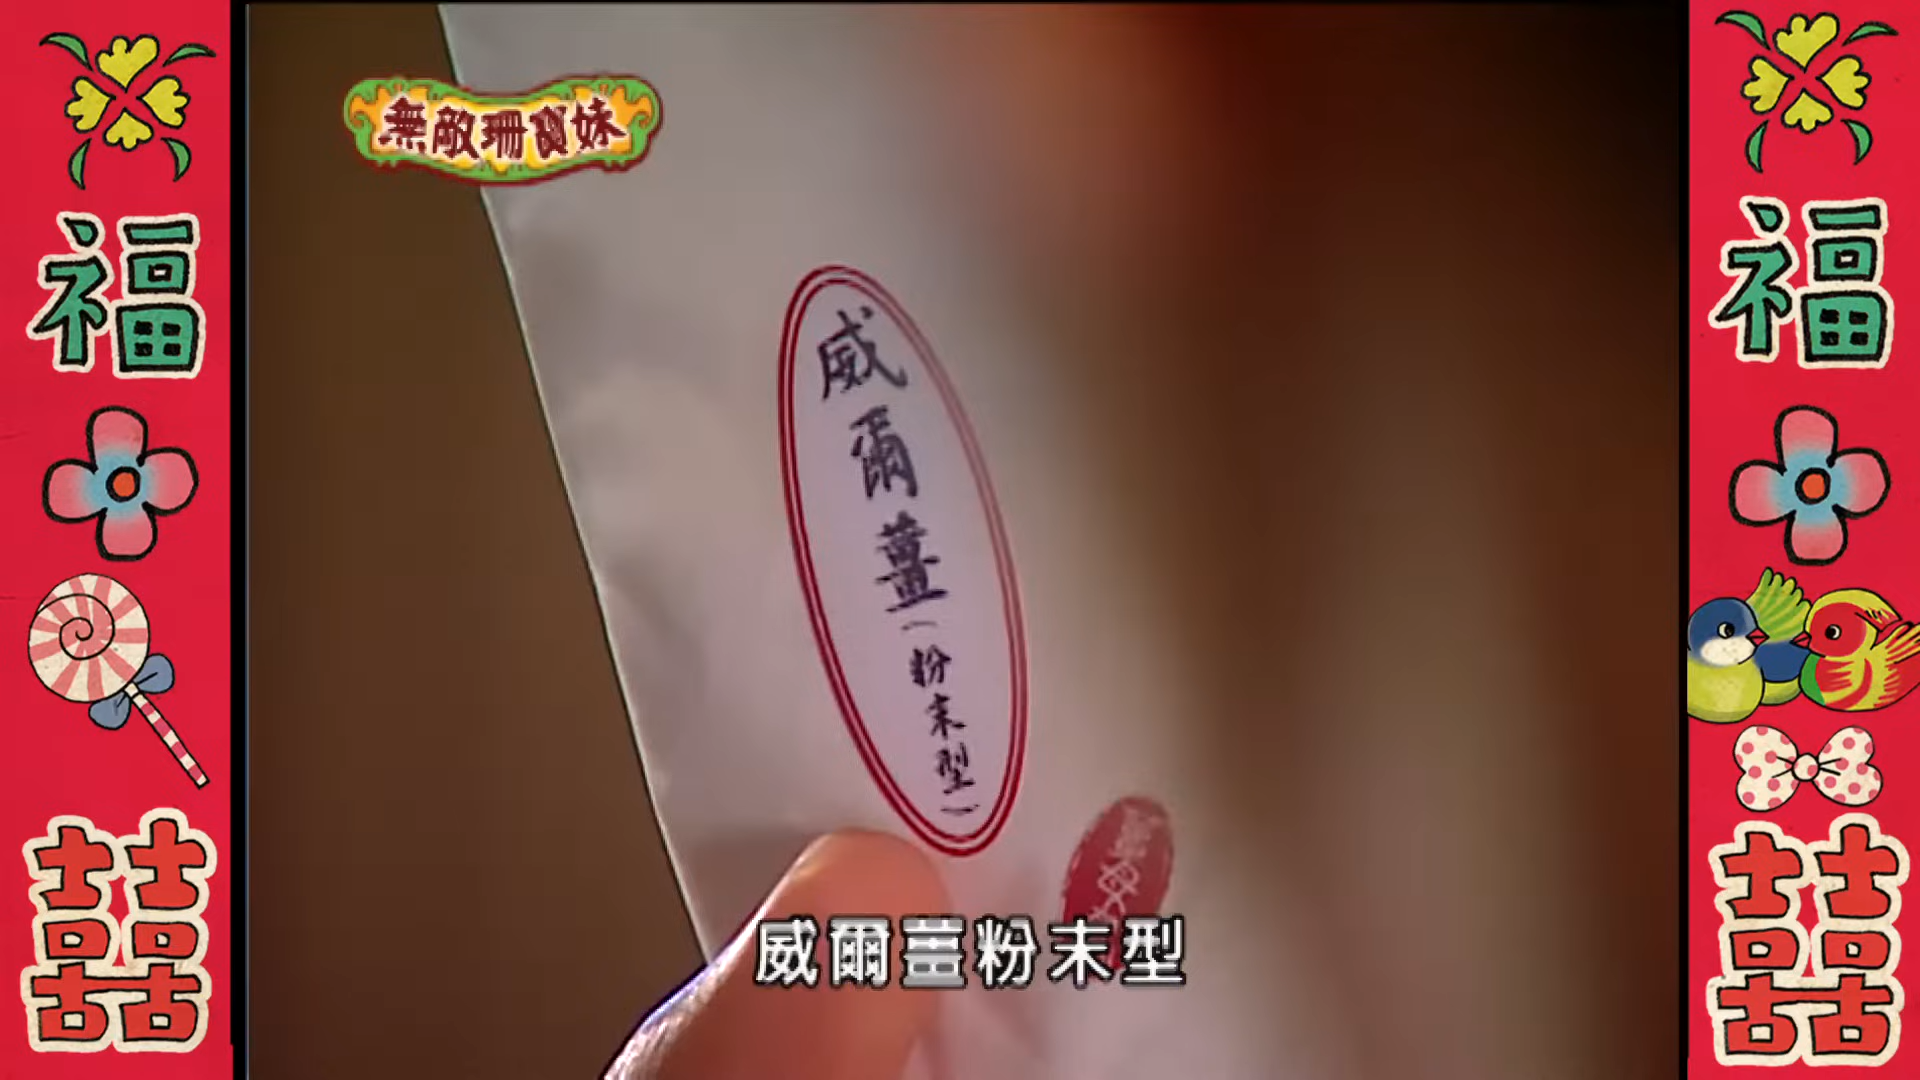 無敵珊寶妹
福
福
威爾薑
(粉末型)
威爾薑粉末型
囍
囍